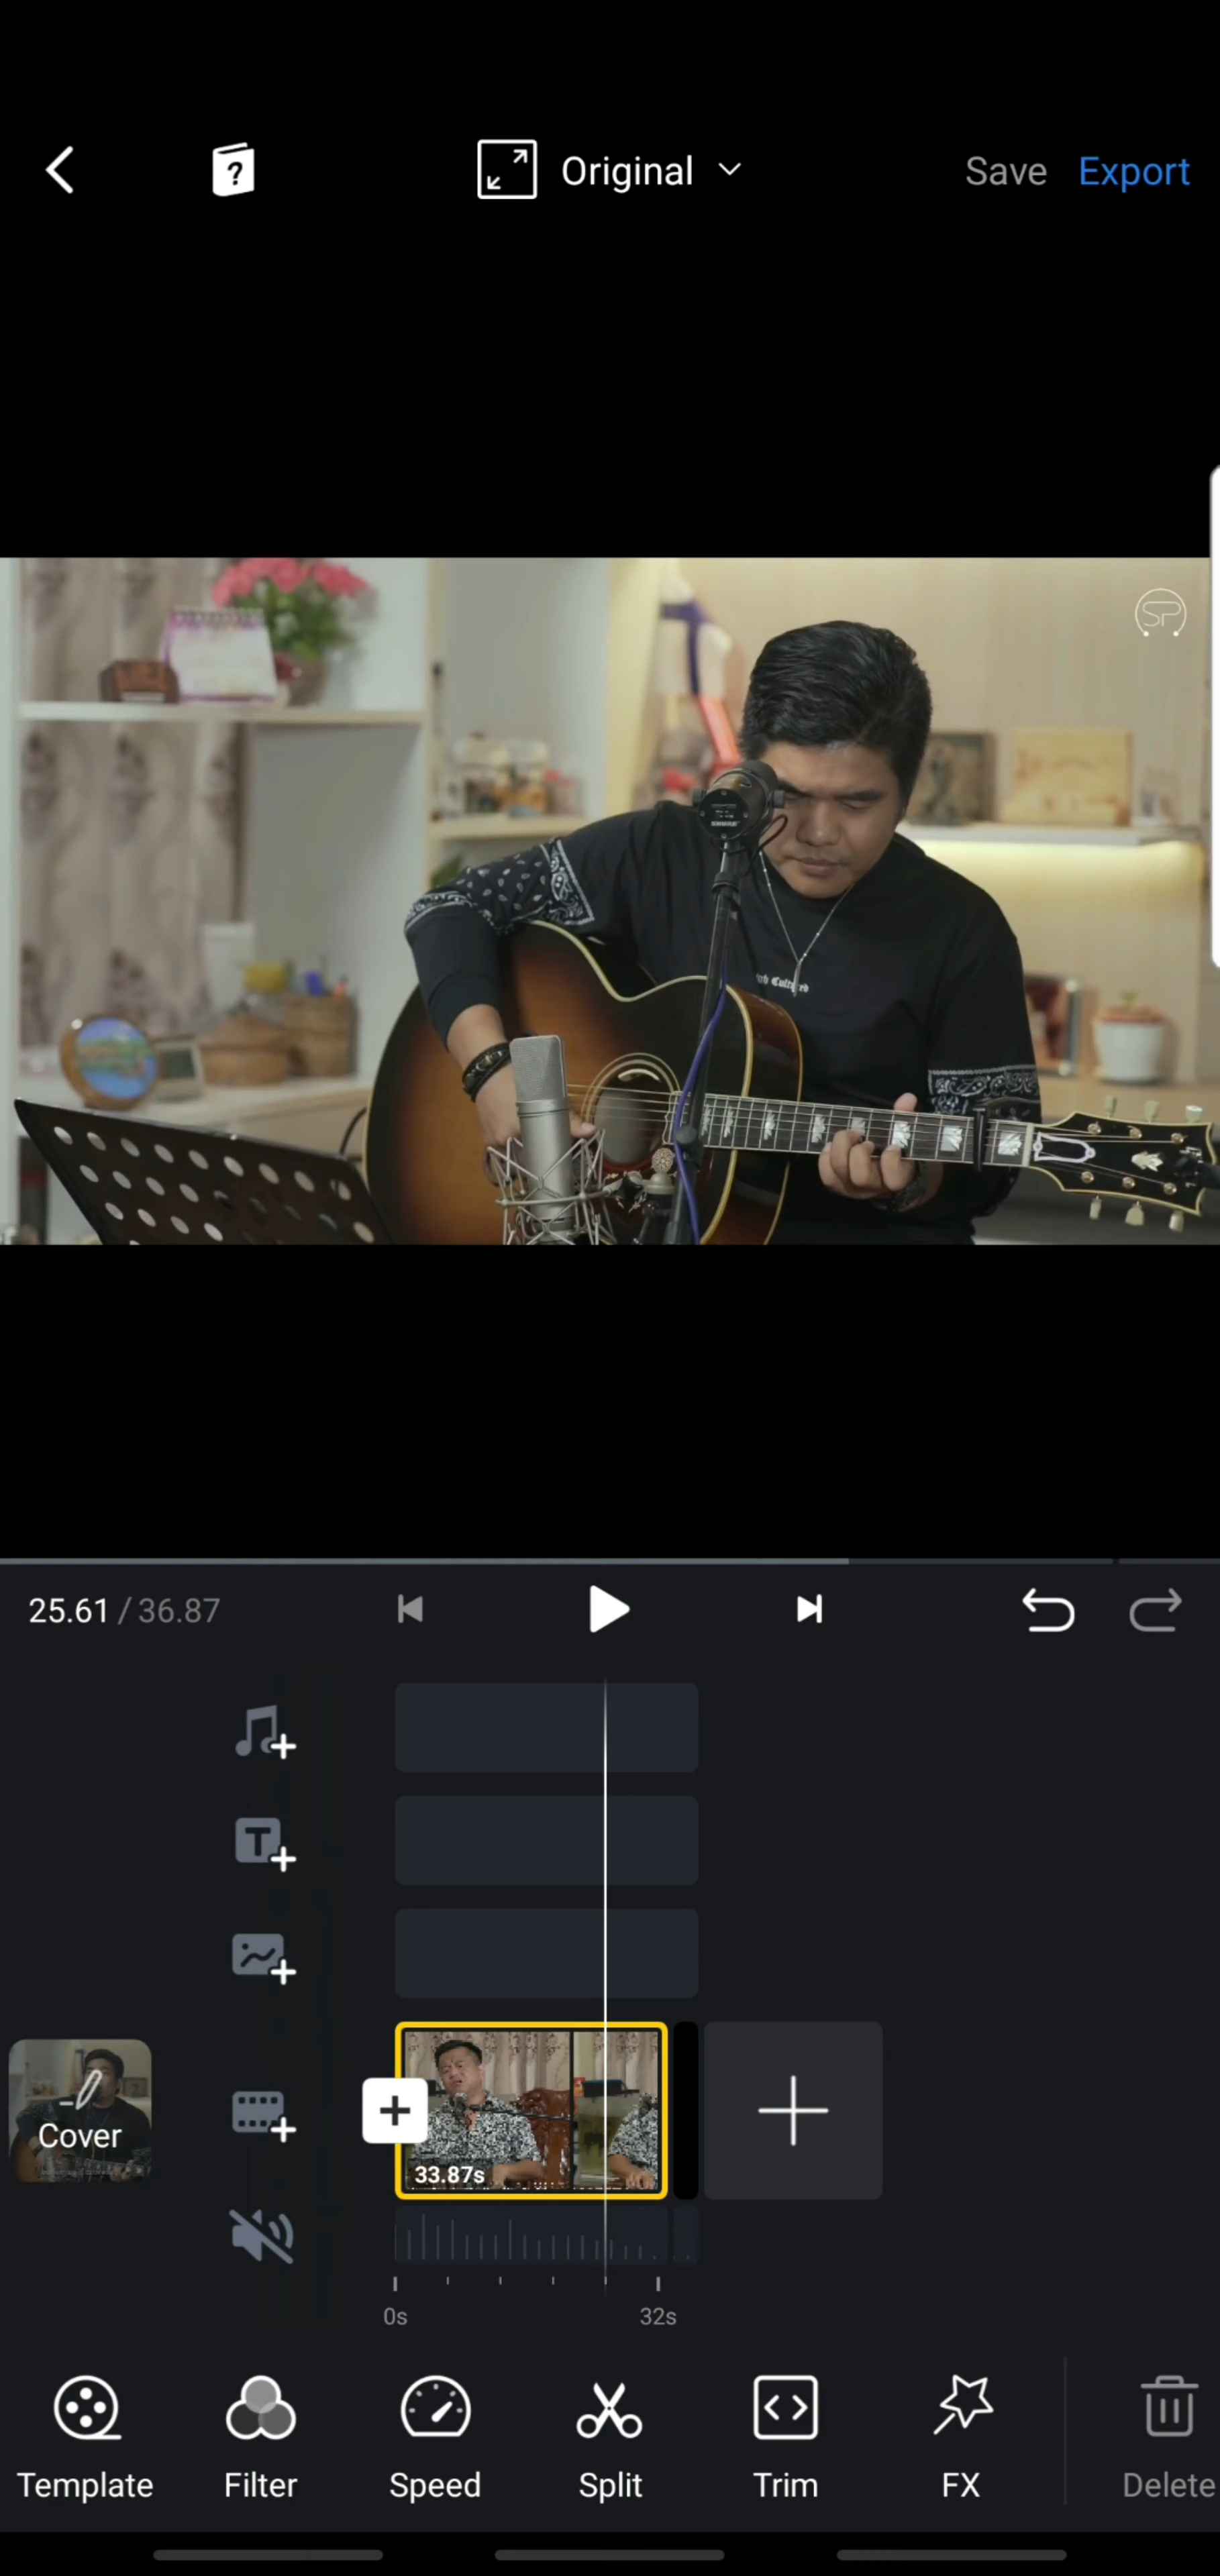 Original
Save
Export
SP
25.61 / 36.87
Cover
33.87s
0s
32s
Template
Filter
Speed
Split
Trim
FX
Delete